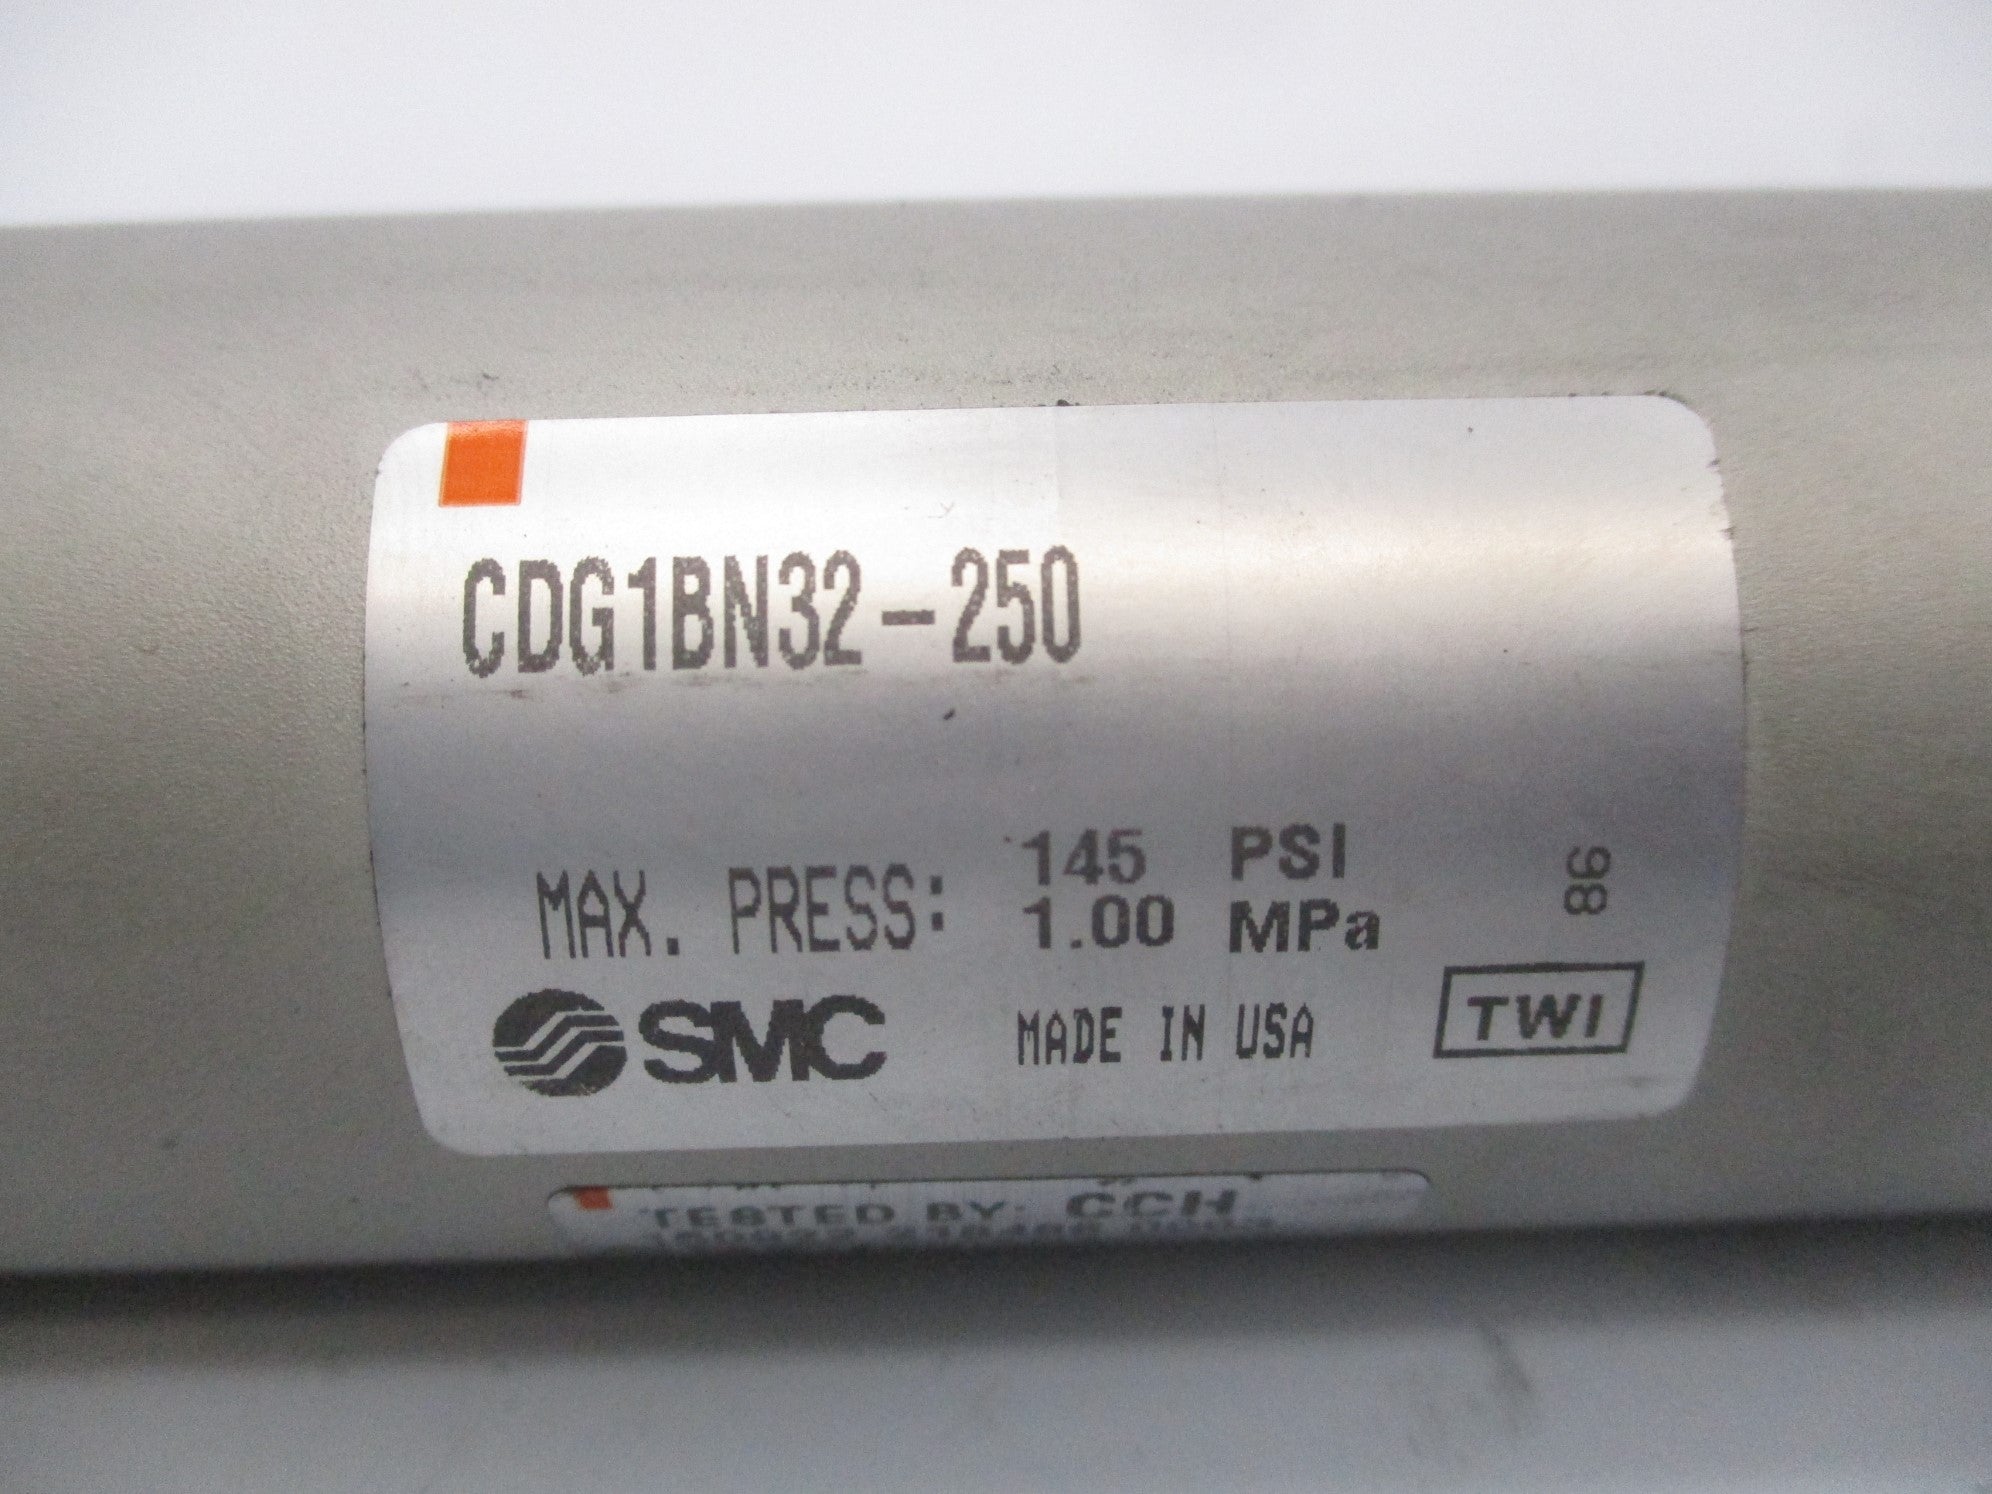 CDG1BN32-250
MAX. PRESS: 145 PSI
1.00 MPa
86
SMC MADE IN USA TWI
TESTED BY: CCH